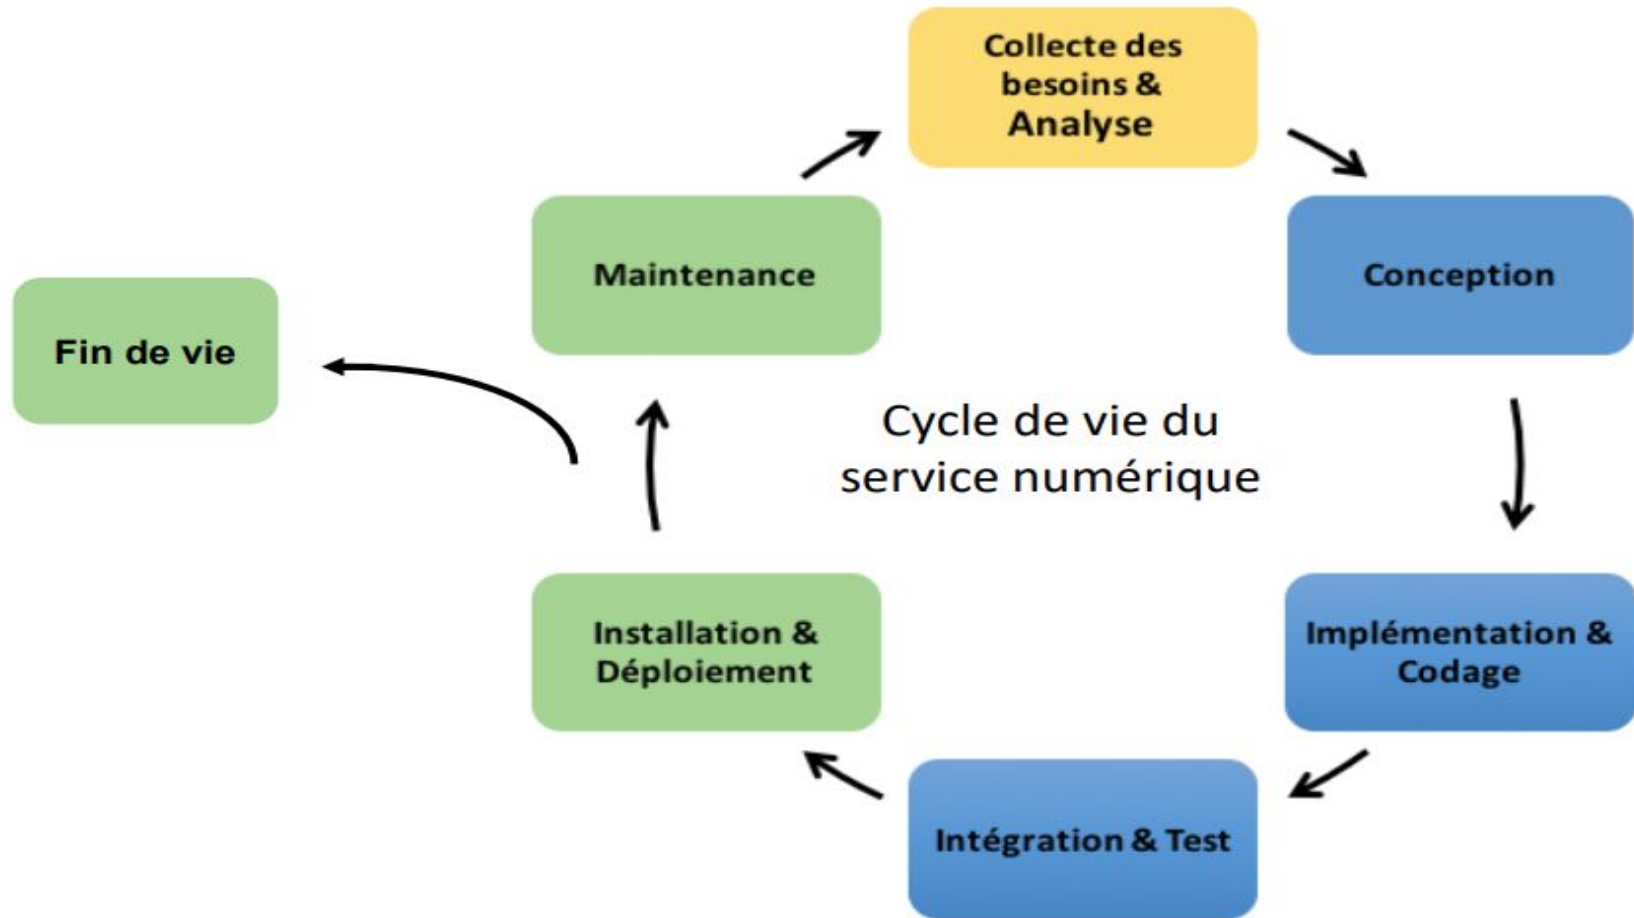 Collecte des
besoins &
Analyse
Maintenance
Conception
Fin de vie
Cycle de vie du
service numérique
Installation &
Déploiement
Implémentation &
Codage
Intégration & Test